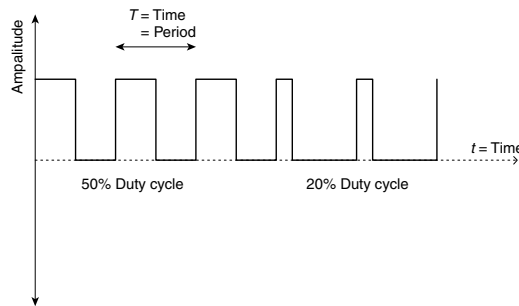 T = Time
= Period
Ampalitude
t = Time
50% Duty cycle
20% Duty cycle